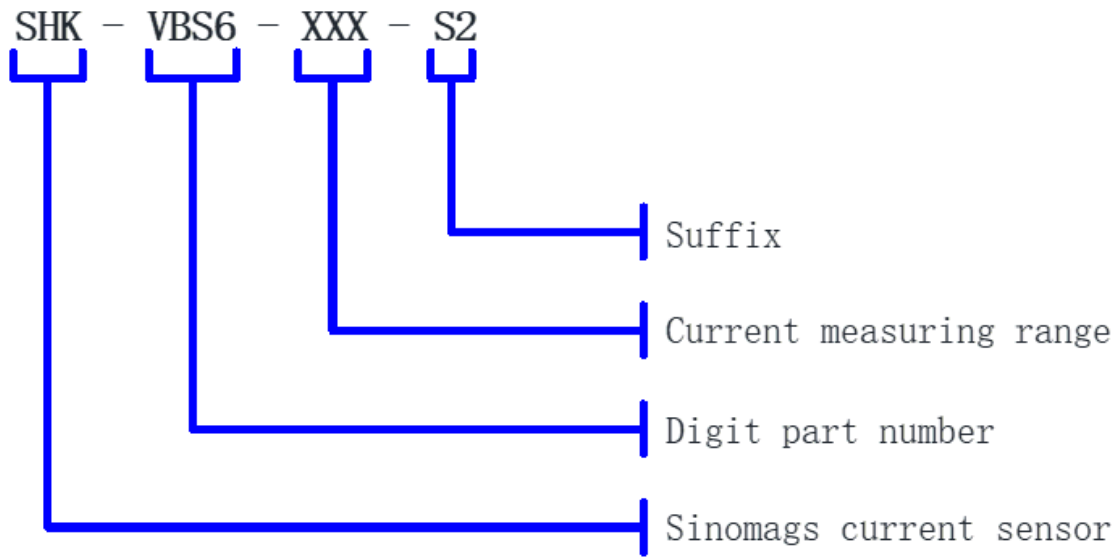 SHK - VBS6 - XXX - S2
Suffix
Current measuring range
Digit part number
Sinomags current sensor